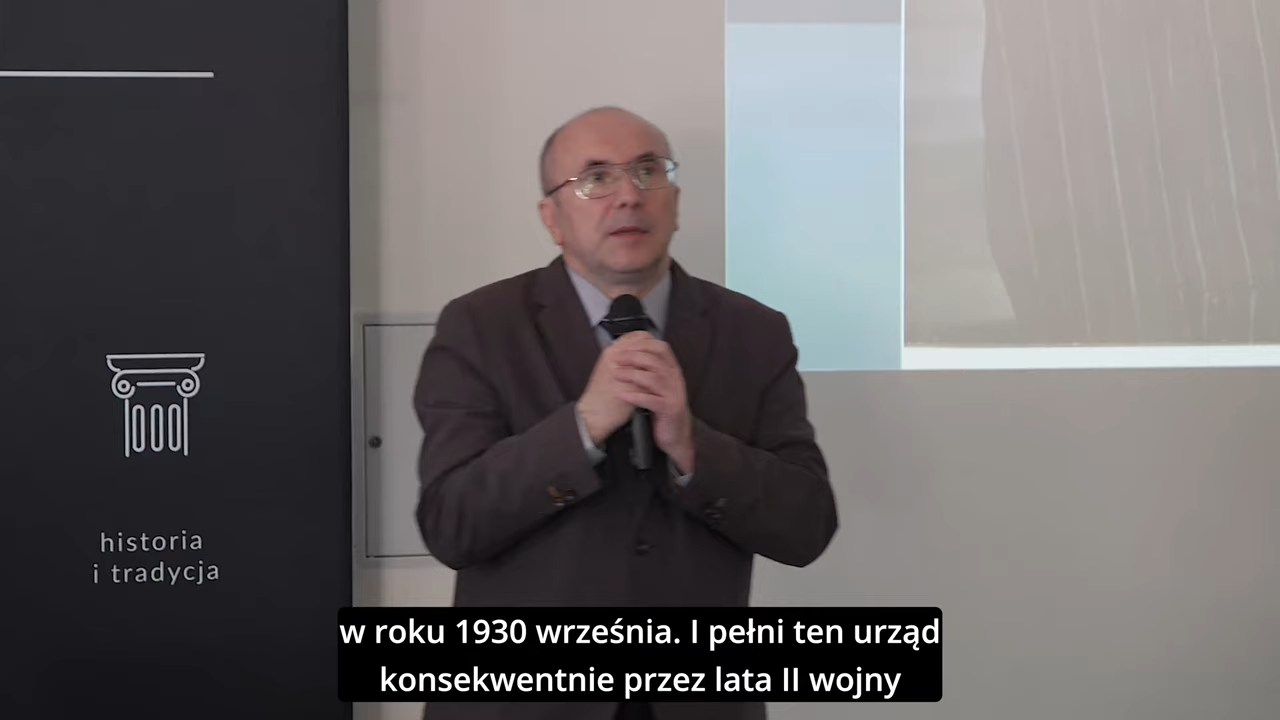 historia
i tradycja
w roku 1930 września. I pełni ten urząd
konsekwentnie przez lata II wojny